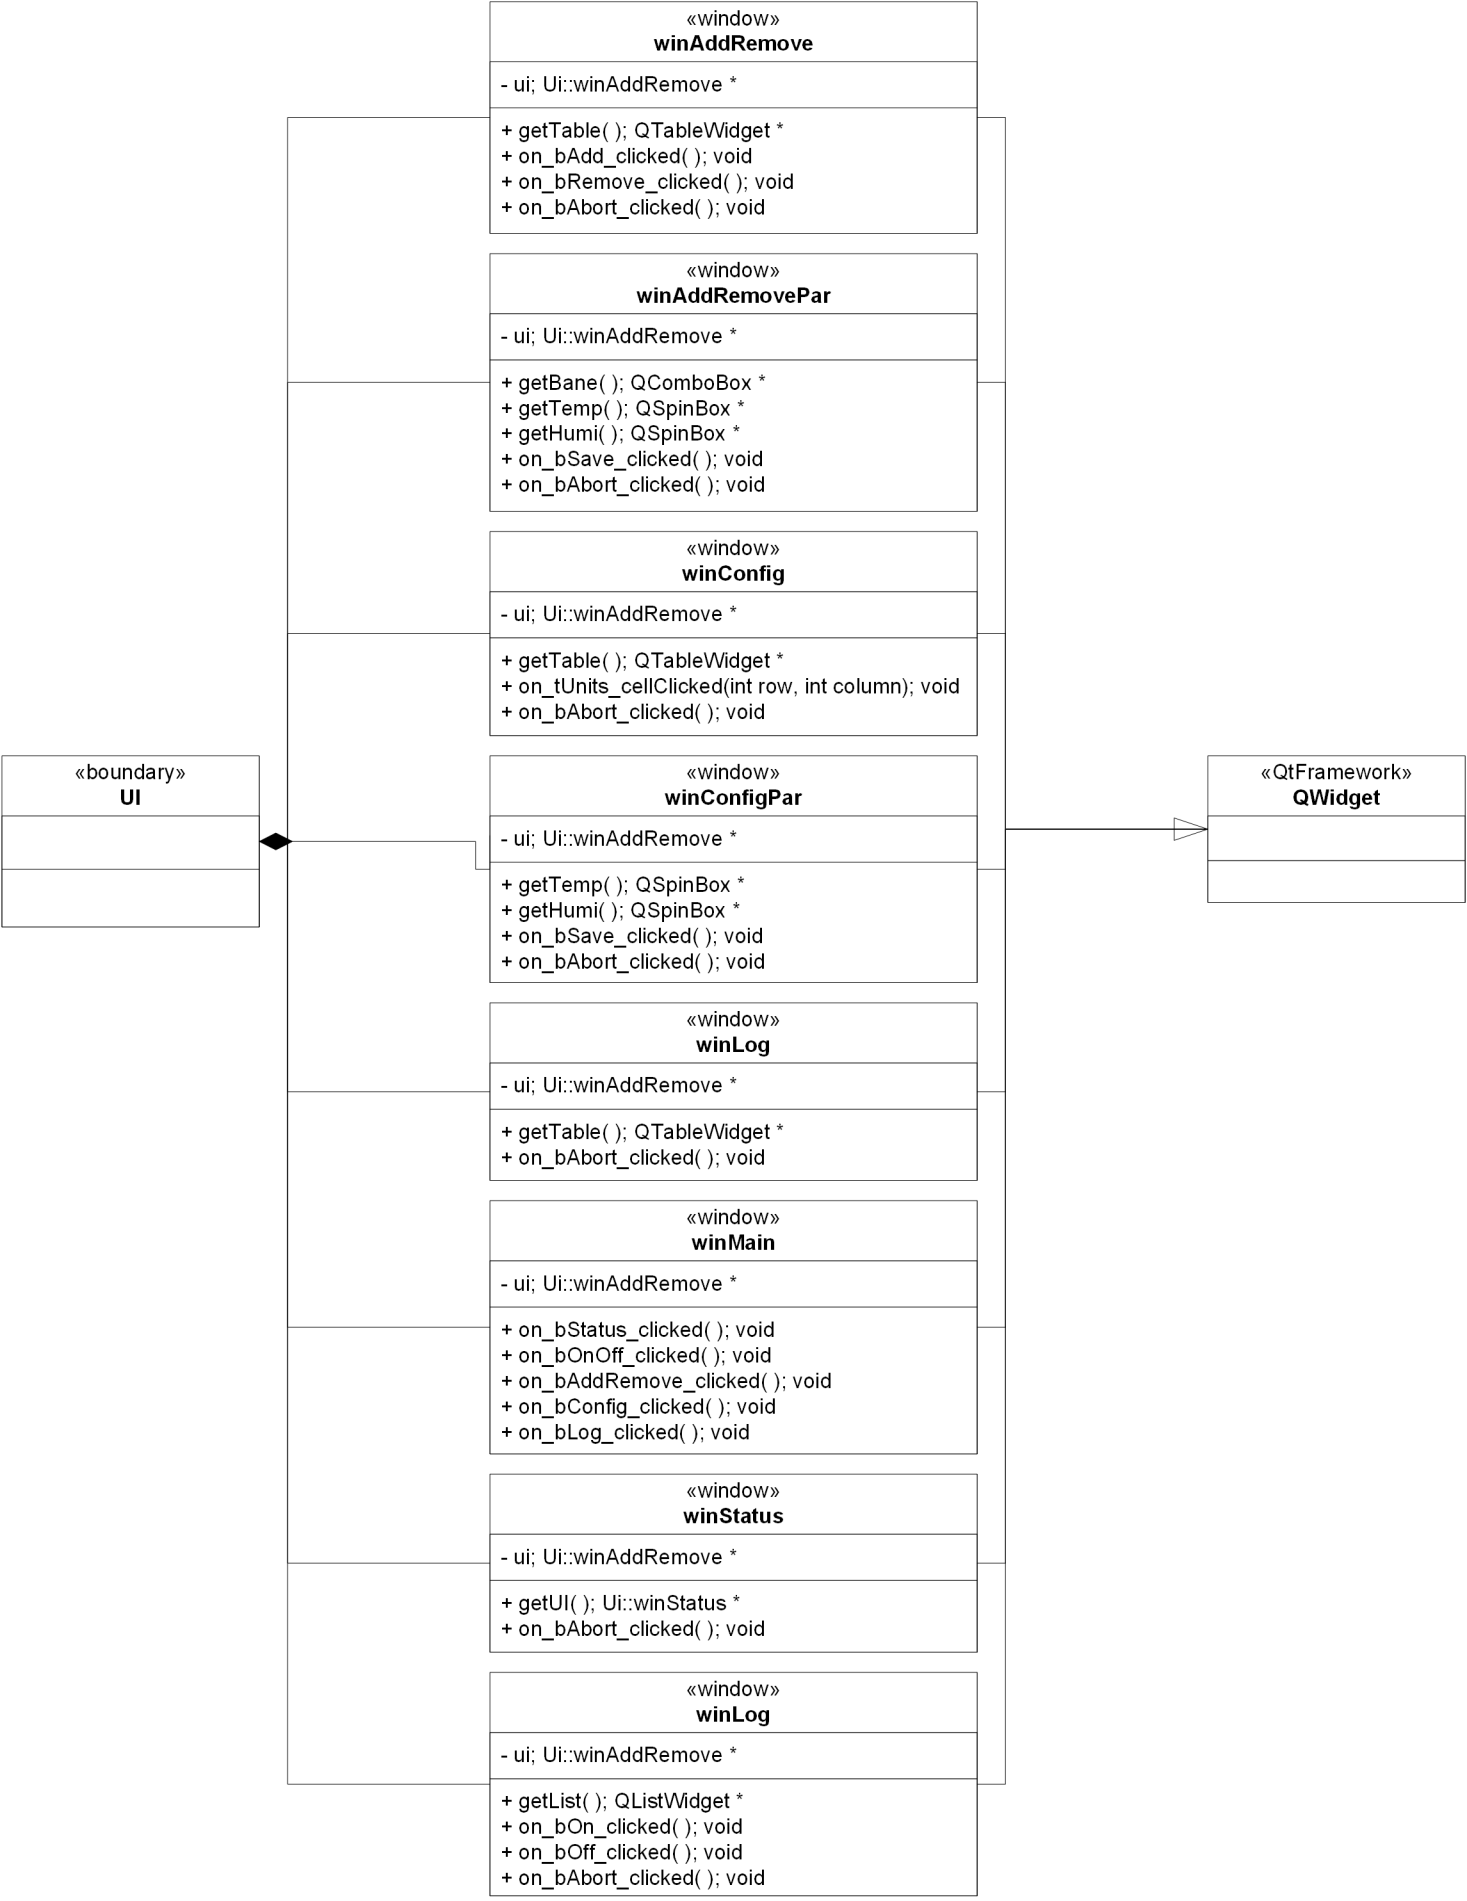 «window»
winAddRemove
- ui; Ui::winAddRemove *
+ getTable( ); QTableWidget *
+ on_bAdd_clicked( ); void
+ on_bRemove_clicked( ); void
+ on_bAbort_clicked( ); void
«window»
winAddRemovePar
- ui; Ui::winAddRemove *
+ getBane( ); QComboBox *
+ getTemp( ); QSpinBox *
+ getHumi( ); QSpinBox *
+ on_bSave_clicked( ); void
+ on_bAbort_clicked( ); void
«window»
winConfig
- ui; Ui::winAddRemove *
+ getTable( ); QTableWidget *
+ on_tUnits_cellClicked(int row, int column); void
+ on_bAbort_clicked( ); void
«boundary»
UI
«window»
winConfigPar
- ui; Ui::winAddRemove *
+ getTemp( ); QSpinBox *
+ getHumi( ); QSpinBox *
+ on_bSave_clicked( ); void
+ on_bAbort_clicked( ); void
«QtFramework»
QWidget
«window»
winLog
- ui; Ui::winAddRemove *
+ getTable( ); QTableWidget *
+ on_bAbort_clicked( ); void
«window»
winMain
- ui; Ui::winAddRemove *
+ on_bStatus_clicked( ); void
+ on_bOnOff_clicked( ); void
+ on_bAddRemove_clicked( ); void
+ on_bConfig_clicked( ); void
+ on_bLog_clicked( ); void
«window»
winStatus
- ui; Ui::winAddRemove *
+ getUI( ); Ui::winStatus *
+ on_bAbort_clicked( ); void
«window»
winLog
- ui; Ui::winAddRemove *
+ getList( ); QListWidget *
+ on_bOn_clicked( ); void
+ on_bOff_clicked( ); void
+ on_bAbort_clicked( ); void